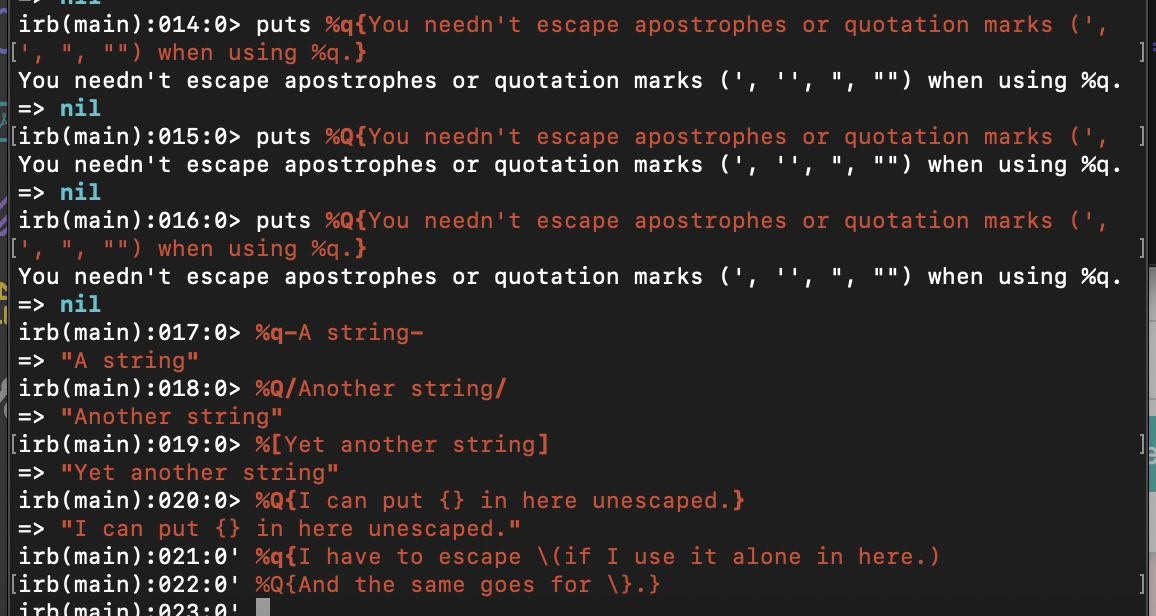 => nil
irb(main):014:0> puts %q{You needn't escape apostrophes or quotation marks (',
', ", "") when using %q.}
You needn't escape apostrophes or quotation marks (', '', ", "") when using %q.
=> nil
irb(main):015:0> puts %Q{You needn't escape apostrophes or quotation marks (',
You needn't escape apostrophes or quotation marks (', '', ", "") when using %q.
=> nil
irb(main):016:0> puts %Q{You needn't escape apostrophes or quotation marks (',
', ", "") when using %q.}
You needn't escape apostrophes or quotation marks (', '', ", "") when using %q.
=> nil
irb(main):017:0> %q-A string-
=> "A string"
irb(main):018:0> %Q/Another string/
=> "Another string"
irb(main):019:0> %[Yet another string]
=> "Yet another string"
irb(main):020:0> %Q{I can put {} in here unescaped.}
=> "I can put {} in here unescaped."
irb(main):021:0' %q{I have to escape \(if I use it alone in here.)
irb(main):022:0' %Q{And the same goes for \}.}
irb(main):023:0'